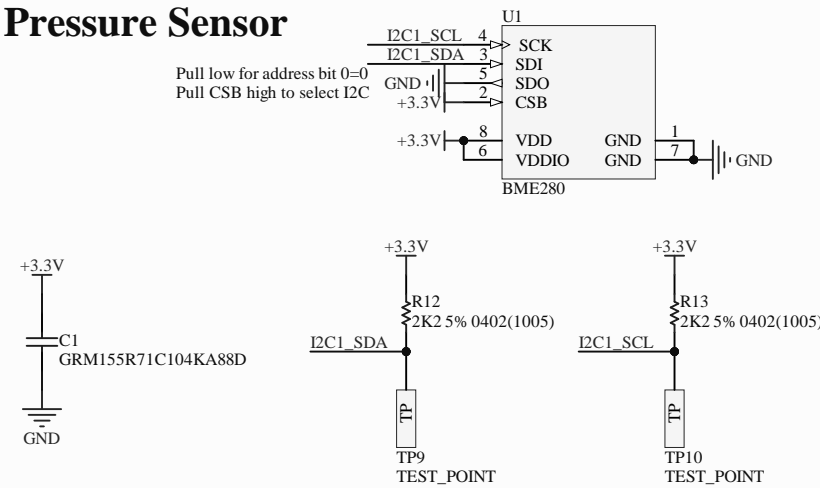 Pressure Sensor
U1
I2C1_SCL 4 SCK
I2C1_SDA 3 SDI
Pull low for address bit 0=0
GND 5 SDO
Pull CSB high to select I2C
+3.3V 2 CSB
+3.3V 8 VDD GND 1
6 VDDIO GND 7 GND
BME280
+3.3V
C1
GRM155R71C104KA88D
GND
+3.3V
R12
2K2 5% 0402(1005)
I2C1_SDA
TP
TP9
TEST_POINT
+3.3V
R13
2K2 5% 0402(1005)
I2C1_SCL
TP
TP10
TEST_POINT